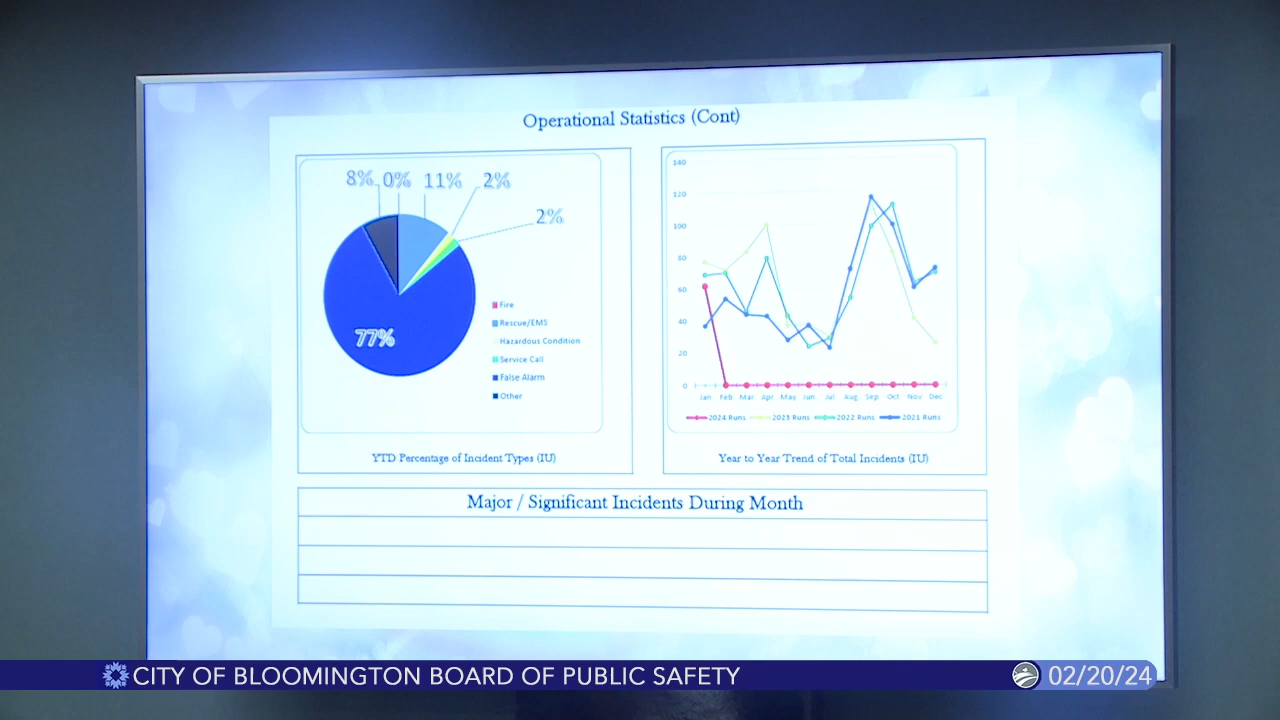 Operational Statistics (Cont)
8% 0% 11% 2%
2%
77%
Fire
Rescue/EMS
Hazardous Condition
Service Call
False Alarm
Other
YTD Percentage of Incident Types (IU)
140
120
100
80
60
40
20
0
Jan Feb Mar Apr May Jun Jul Aug Sep Oct Nov Dec
2024 Runs 2023 Runs 2022 Runs 2021 Runs
Year to Year Trend of Total Incidents (IU)
Major / Significant Incidents During Month
CITY OF BLOOMINGTON BOARD OF PUBLIC SAFETY
02/20/24